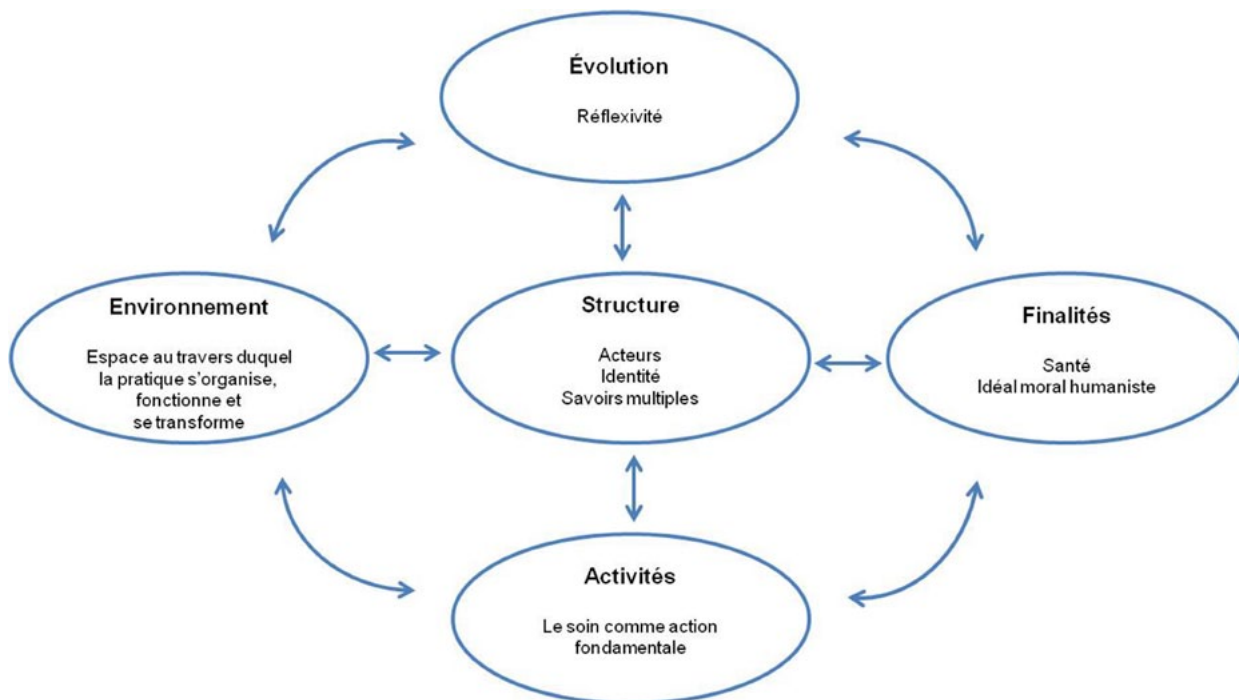 Évolution
Réflexivité
Environnement
Espace au travers duquel
la pratique s'organise,
fonctionne et
se transforme
Structure
Acteurs
Identité
Savoirs multiples
Finalités
Santé
Idéal moral humaniste
Activités
Le soin comme action
fondamentale